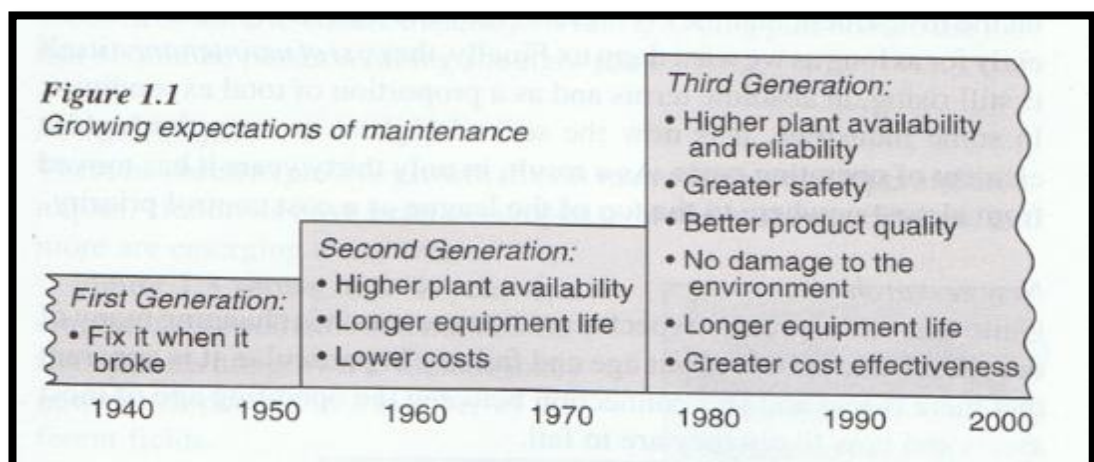 Figure 1.1
Growing expectations of maintenance
First Generation:
• Fix it when it
broke
Second Generation:
• Higher plant availability
• Longer equipment life
• Lower costs
Third Generation:
• Higher plant availability
and reliability
• Greater safety
• Better product quality
• No damage to the
environment
• Longer equipment life
• Greater cost effectiveness
1940 1950 1960 1970 1980 1990 2000